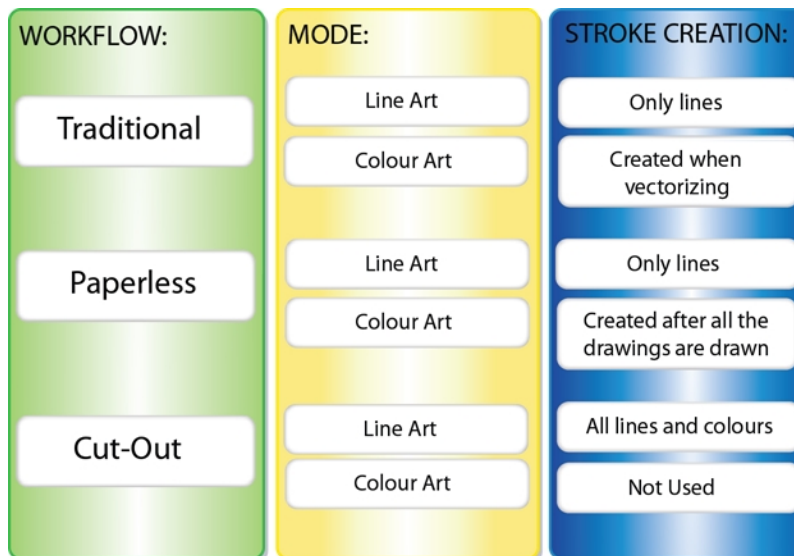 WORKFLOW:
MODE:
STROKE CREATION:
Traditional
Line Art
Only lines
Colour Art
Created when
vectorizing
Paperless
Line Art
Only lines
Colour Art
Created after all the
drawings are drawn
Cut-Out
Line Art
All lines and colours
Colour Art
Not Used